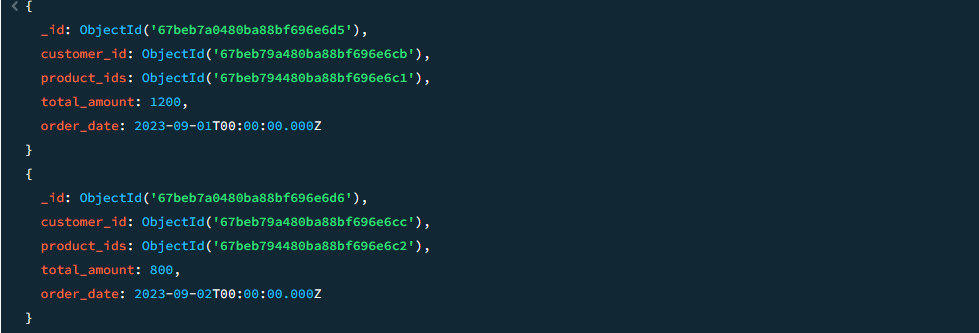 {
_id: ObjectId('67beb7a0480ba88bf696e6d5'),
customer_id: ObjectId('67beb79a480ba88bf696e6cb'),
product_ids: ObjectId('67beb794480ba88bf696e6c1'),
total_amount: 1200,
order_date: 2023-09-01T00:00:00.000Z
}
{
_id: ObjectId('67beb7a0480ba88bf696e6d6'),
customer_id: ObjectId('67beb79a480ba88bf696e6cc'),
product_ids: ObjectId('67beb794480ba88bf696e6c2'),
total_amount: 800,
order_date: 2023-09-02T00:00:00.000Z
}